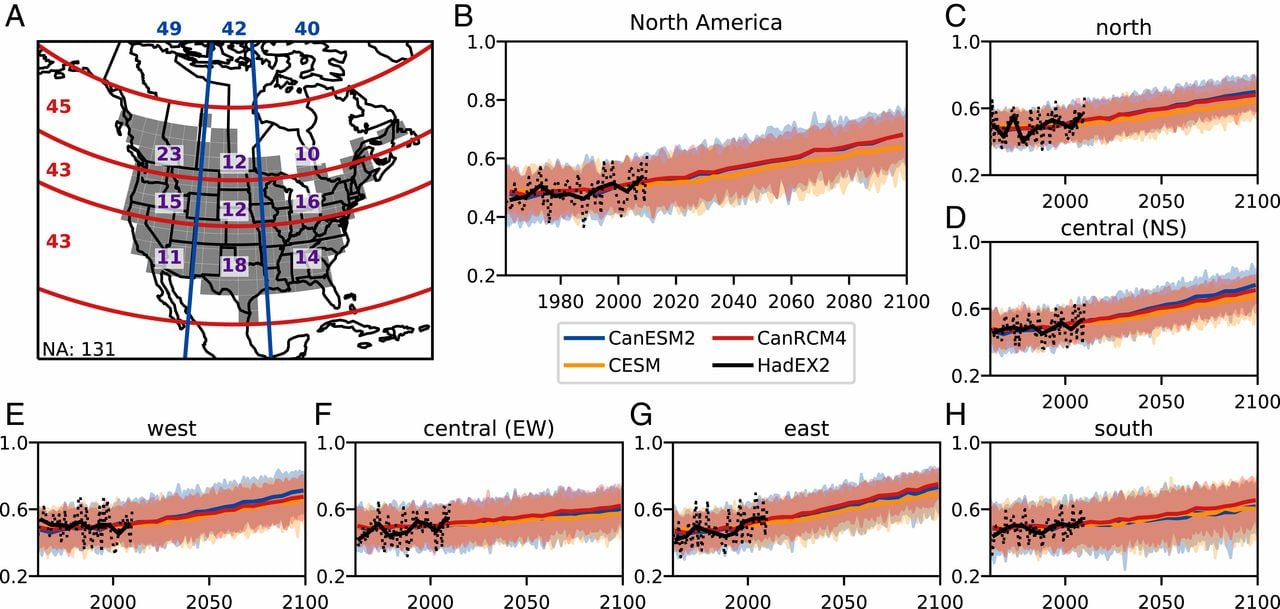 A
49 42 40
45
43
43
23 12 10
15 12 16
11 18 14
NA: 131
B
North America
1.0
0.8
0.6
0.4
0.2
1980 2000 2020 2040 2060 2080 2100
CanESM2 CanRCM4
CESM HadEX2
C
north
1.0
0.6
0.2
2000 2050 2100
D
central (NS)
1.0
0.6
0.2
2000 2050 2100
E
west
1.0
0.6
0.2
2000 2050 2100
F
central (EW)
1.0
0.6
0.2
2000 2050 2100
G
east
1.0
0.6
0.2
2000 2050 2100
H
south
1.0
0.6
0.2
2000 2050 2100